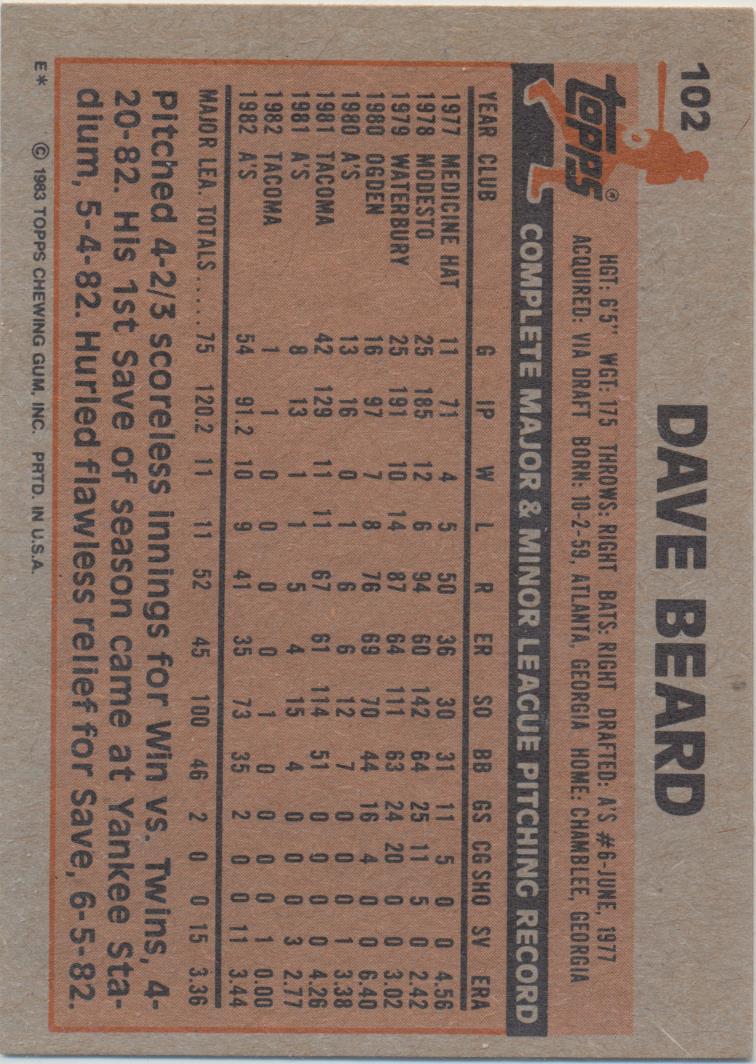 102
DAVE BEARD
topps®
HGT: 6'5" WGT: 175 THROWS: RIGHT BATS: RIGHT DRAFTED: A'S #6-JUNE, 1977
ACQUIRED: VIA DRAFT BORN: 10-2-59, ATLANTA, GEORGIA HOME: CHAMBLEE, GEORGIA
COMPLETE MAJOR & MINOR LEAGUE PITCHING RECORD
YEAR CLUB G IP W L R ER SO BB GS CG SHO SV ERA
1977 MEDICINE HAT 11 71 4 5 50 36 30 31 11 5 0 0 4.56
1978 MODESTO 25 185 12 6 94 60 142 64 25 11 5 0 2.42
1979 WATERBURY 25 191 10 14 87 64 111 63 24 20 0 0 3.02
1980 OGDEN 16 97 7 8 76 69 70 44 16 4 0 0 6.40
1980 A'S 13 16 0 1 6 6 12 7 0 0 0 1 3.38
1981 TACOMA 42 129 11 11 67 61 114 51 0 0 0 0 4.26
1981 A'S 8 13 1 1 5 4 15 4 0 0 0 3 2.77
1982 TACOMA 1 1 0 0 0 0 1 0 0 0 0 1 0.00
1982 A'S 54 91.2 10 9 41 35 73 35 2 0 0 11 3.44
MAJOR LEA. TOTALS...... 75 120.2 11 11 52 45 100 46 2 0 0 15 3.36
Pitched 4-2/3 scoreless innings for Win vs. Twins, 4-
20-82. His 1st Save of season came at Yankee Sta-
dium, 5-4-82. Hurled flawless relief for Save, 6-5-82.
E* © 1983 TOPPS CHEWING GUM, INC. PRTD. IN U.S.A.